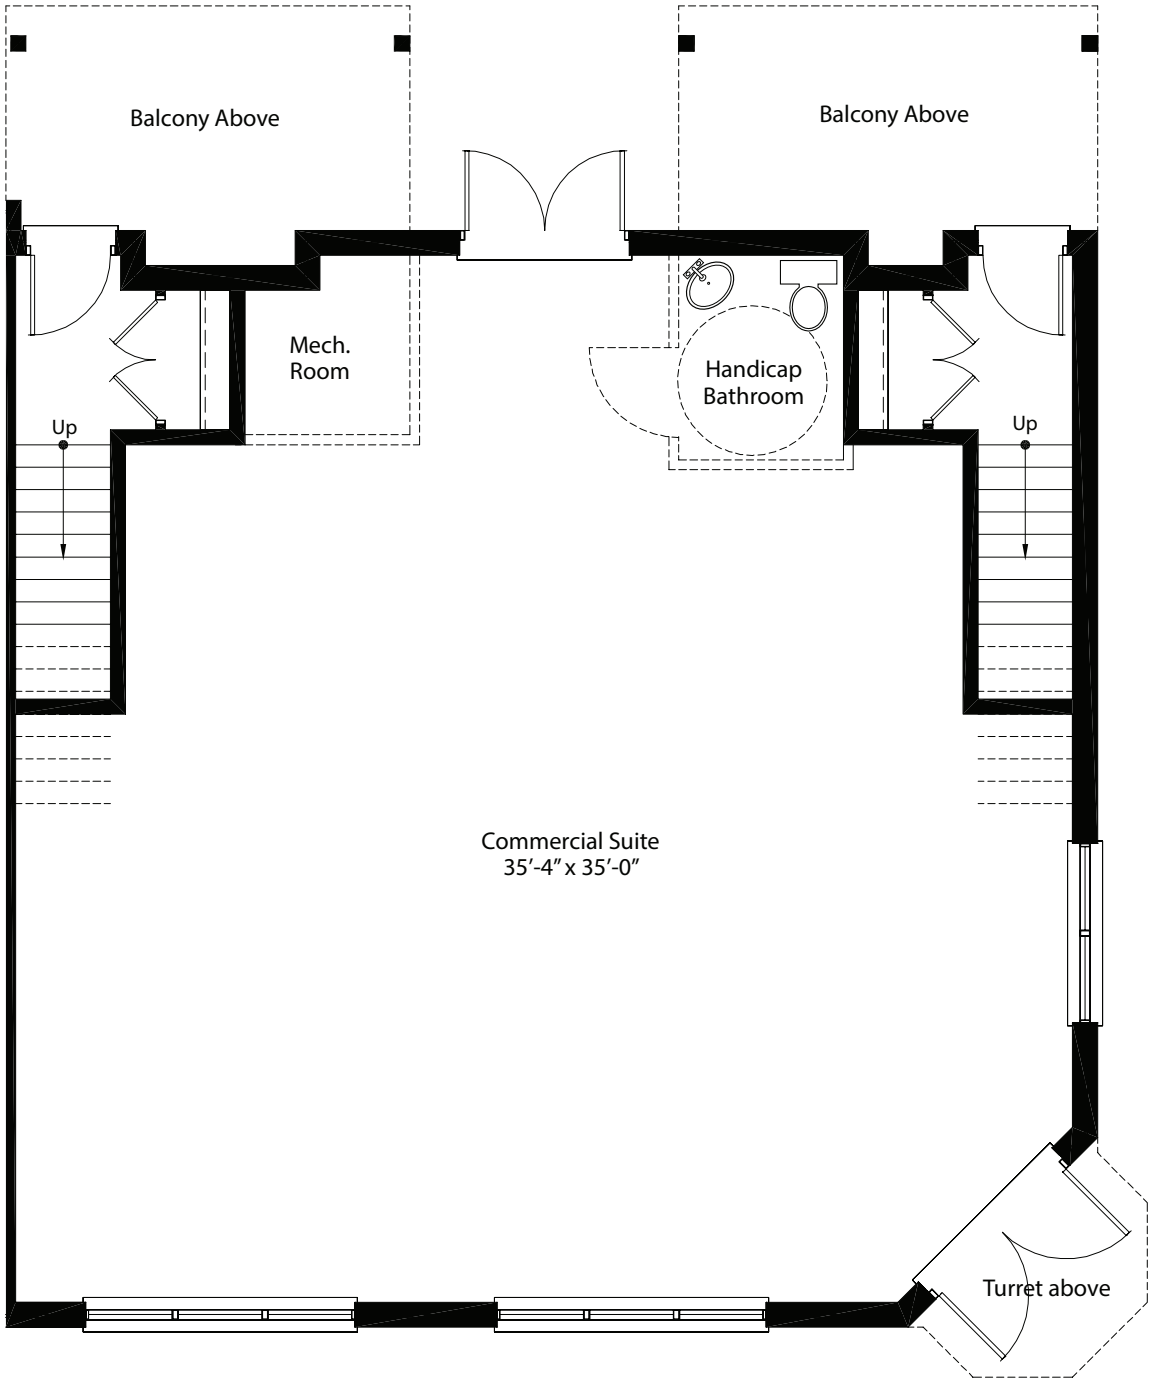 Balcony Above
Balcony Above
Mech.
Room
Handicap
Bathroom
Up
Up
Commercial Suite
35’-4” x 35’-0”
Turret above